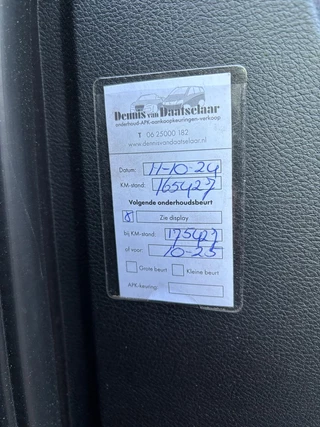 Dennis van Daatselaar
onderhoud-APK-aankoopkeuringen-verkoop
T 06 25000 182
www.dennisvandaatselaar.nl
Datum: 11-10-24
KM-stand: 165427
Volgende onderhoudsbeurt
Zie display
bij KM-stand: 175427
of voor: 10-25
Grote beurt Kleine beurt
APK-keuring: